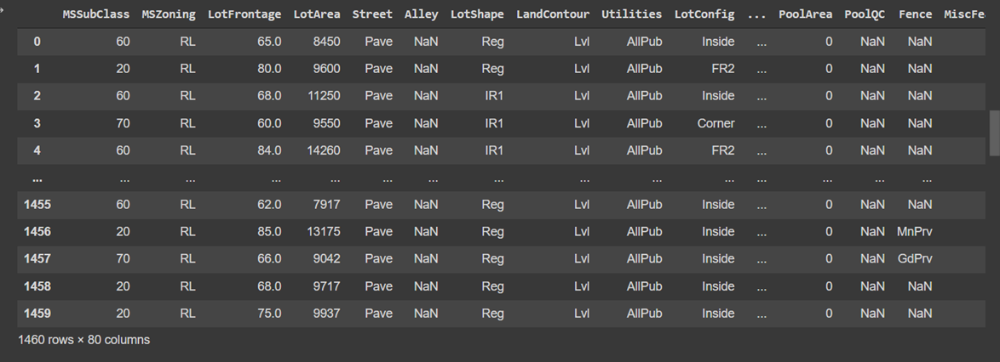 MSSubClass MSZoning LotFrontage LotArea Street Alley LotShape LandContour Utilities LotConfig ... PoolArea PoolQC Fence MiscFe
0 60 RL 65.0 8450 Pave NaN Reg Lvl AllPub Inside ... 0 NaN NaN
1 20 RL 80.0 9600 Pave NaN Reg Lvl AllPub FR2 ... 0 NaN NaN
2 60 RL 68.0 11250 Pave NaN IR1 Lvl AllPub Inside ... 0 NaN NaN
3 70 RL 60.0 9550 Pave NaN IR1 Lvl AllPub Corner ... 0 NaN NaN
4 60 RL 84.0 14260 Pave NaN IR1 Lvl AllPub FR2 ... 0 NaN NaN
... ... ... ... ... ... ... ... ... ... ... ... ... ... ...
1455 60 RL 62.0 7917 Pave NaN Reg Lvl AllPub Inside ... 0 NaN NaN
1456 20 RL 85.0 13175 Pave NaN Reg Lvl AllPub Inside ... 0 NaN MnPrv
1457 70 RL 66.0 9042 Pave NaN Reg Lvl AllPub Inside ... 0 NaN GdPrv
1458 20 RL 68.0 9717 Pave NaN Reg Lvl AllPub Inside ... 0 NaN NaN
1459 20 RL 75.0 9937 Pave NaN Reg Lvl AllPub Inside ... 0 NaN NaN
1460 rows × 80 columns